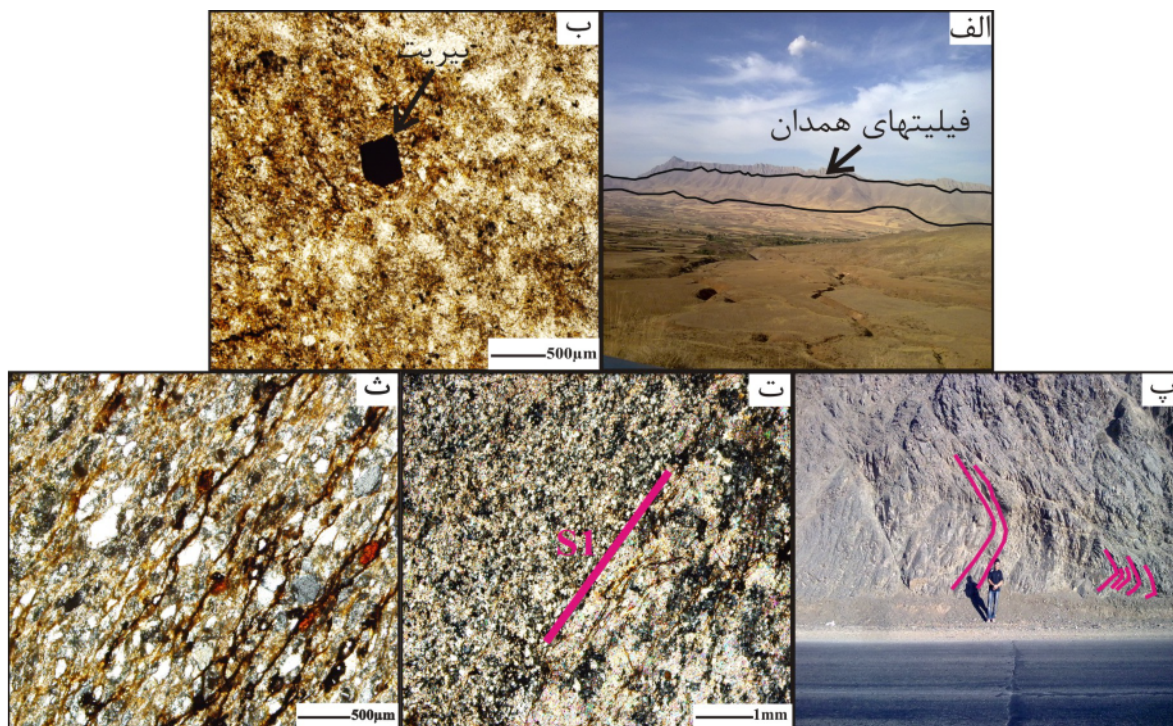 الف
فیلیتهای همدان
ب
پیریت
500µm
پ
ت
S1
1mm
ث
500µm